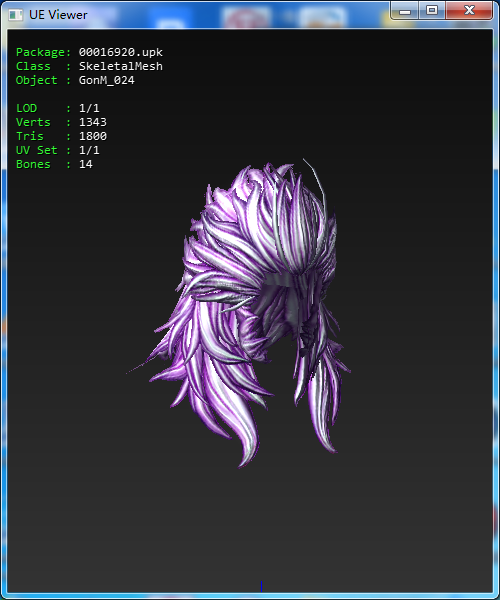 UE Viewer
Package: 00016920.upk
Class  : SkeletalMesh
Object : GonM_024
LOD    : 1/1
Verts  : 1343
Tris   : 1800
UV Set : 1/1
Bones  : 14